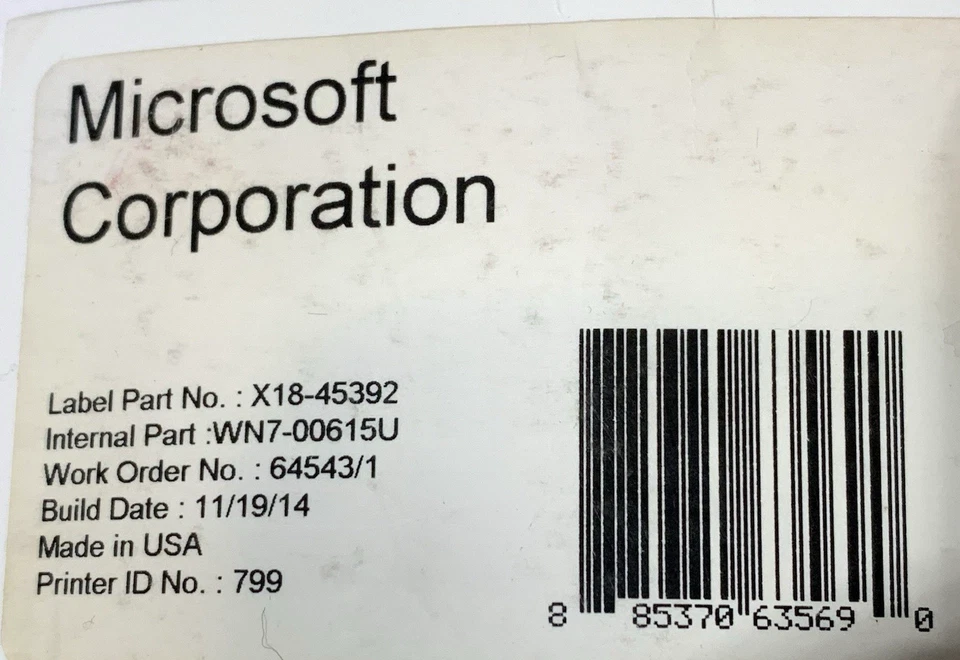 Microsoft
Corporation
Label Part No. : X18-45392
Internal Part :WN7-00615U
Work Order No. : 64543/1
Build Date : 11/19/14
Made in USA
Printer ID No. : 799
8 85370 63569 0